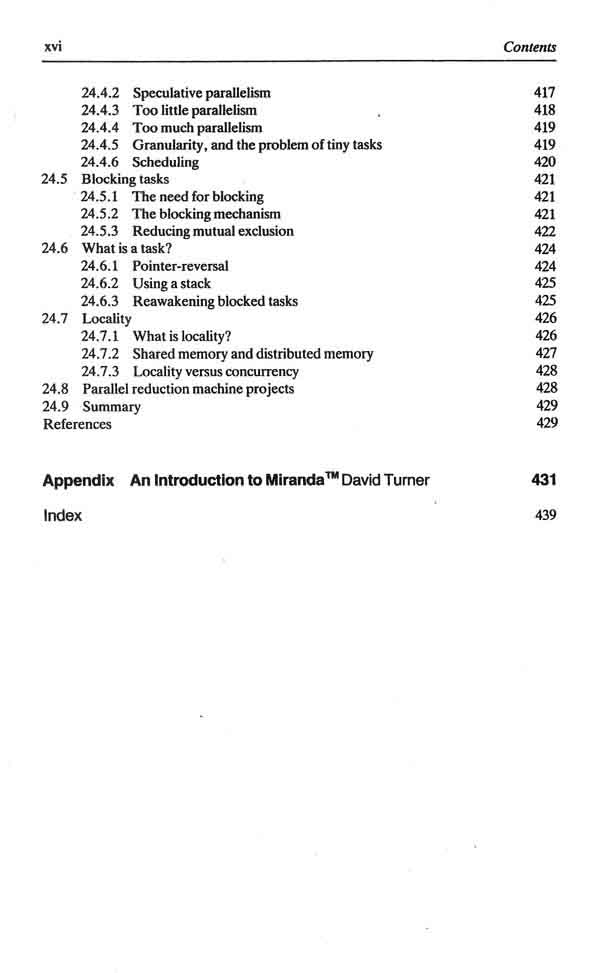 xvi Contents
24.4.2 Speculative parallelism 417
24.4.3 Too little parallelism 418
24.4.4 Too much parallelism 419
24.4.5 Granularity, and the problem of tiny tasks 419
24.4.6 Scheduling 420
24.5 Blocking tasks 421
24.5.1 The need for blocking 421
24.5.2 The blocking mechanism 421
24.5.3 Reducing mutual exclusion 422
24.6 What is a task? 424
24.6.1 Pointer-reversal 424
24.6.2 Using a stack 425
24.6.3 Reawakening blocked tasks 425
24.7 Locality 426
24.7.1 What is locality? 426
24.7.2 Shared memory and distributed memory 427
24.7.3 Locality versus concurrency 428
24.8 Parallel reduction machine projects 428
24.9 Summary 429
References 429
Appendix An Introduction to Miranda™ David Turner 431
Index 439